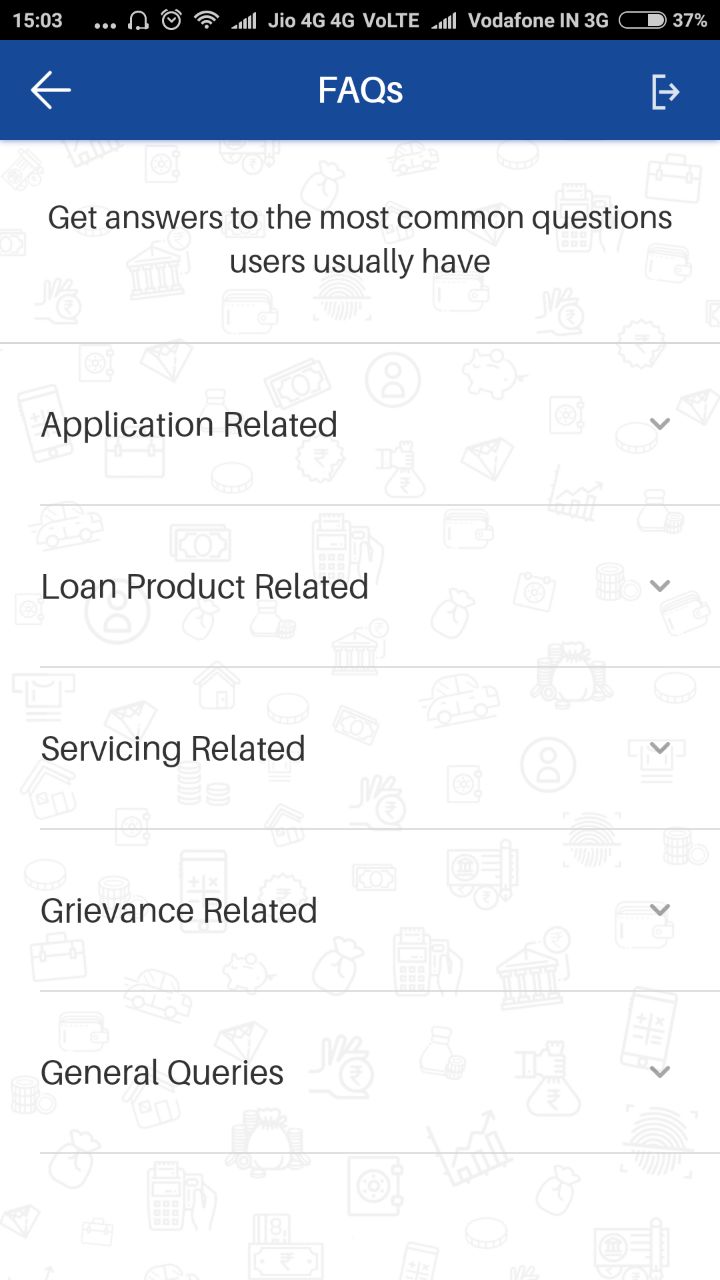 15:03 ... Jio 4G 4G VoLTE Vodafone IN 3G 37%
FAQs
Get answers to the most common questions
users usually have
Application Related
Loan Product Related
Servicing Related
Grievance Related
General Queries